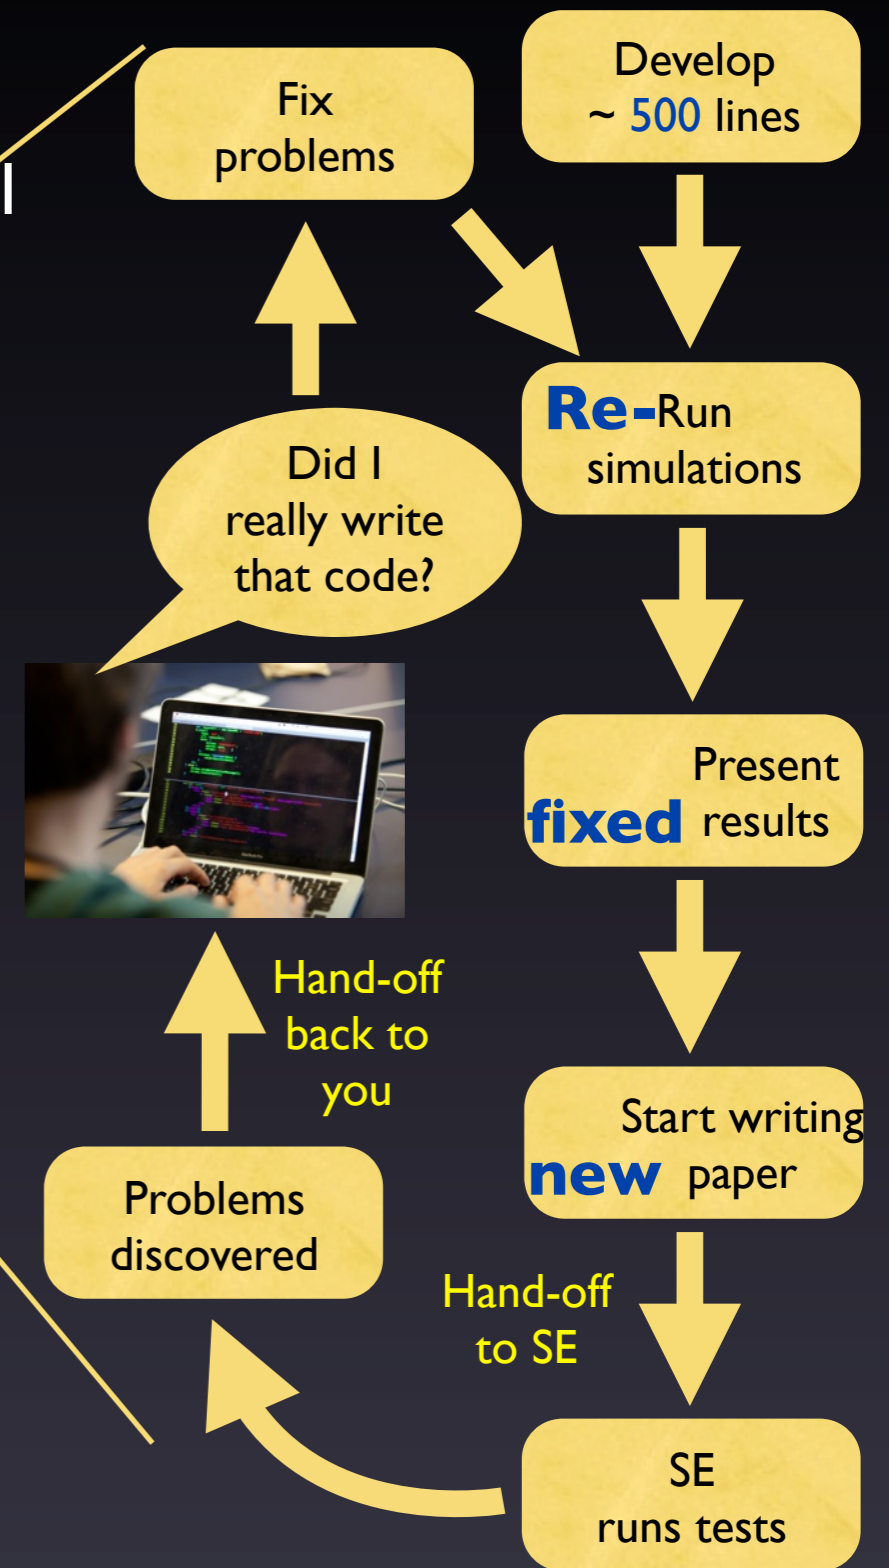 Fix
problems
Develop
~ 500 lines
l
Re-Run
simulations
Did I
really write
that code?
Present
fixed results
Hand-off
back to
you
Start writing
new paper
Problems
discovered
Hand-off
to SE
SE
runs tests